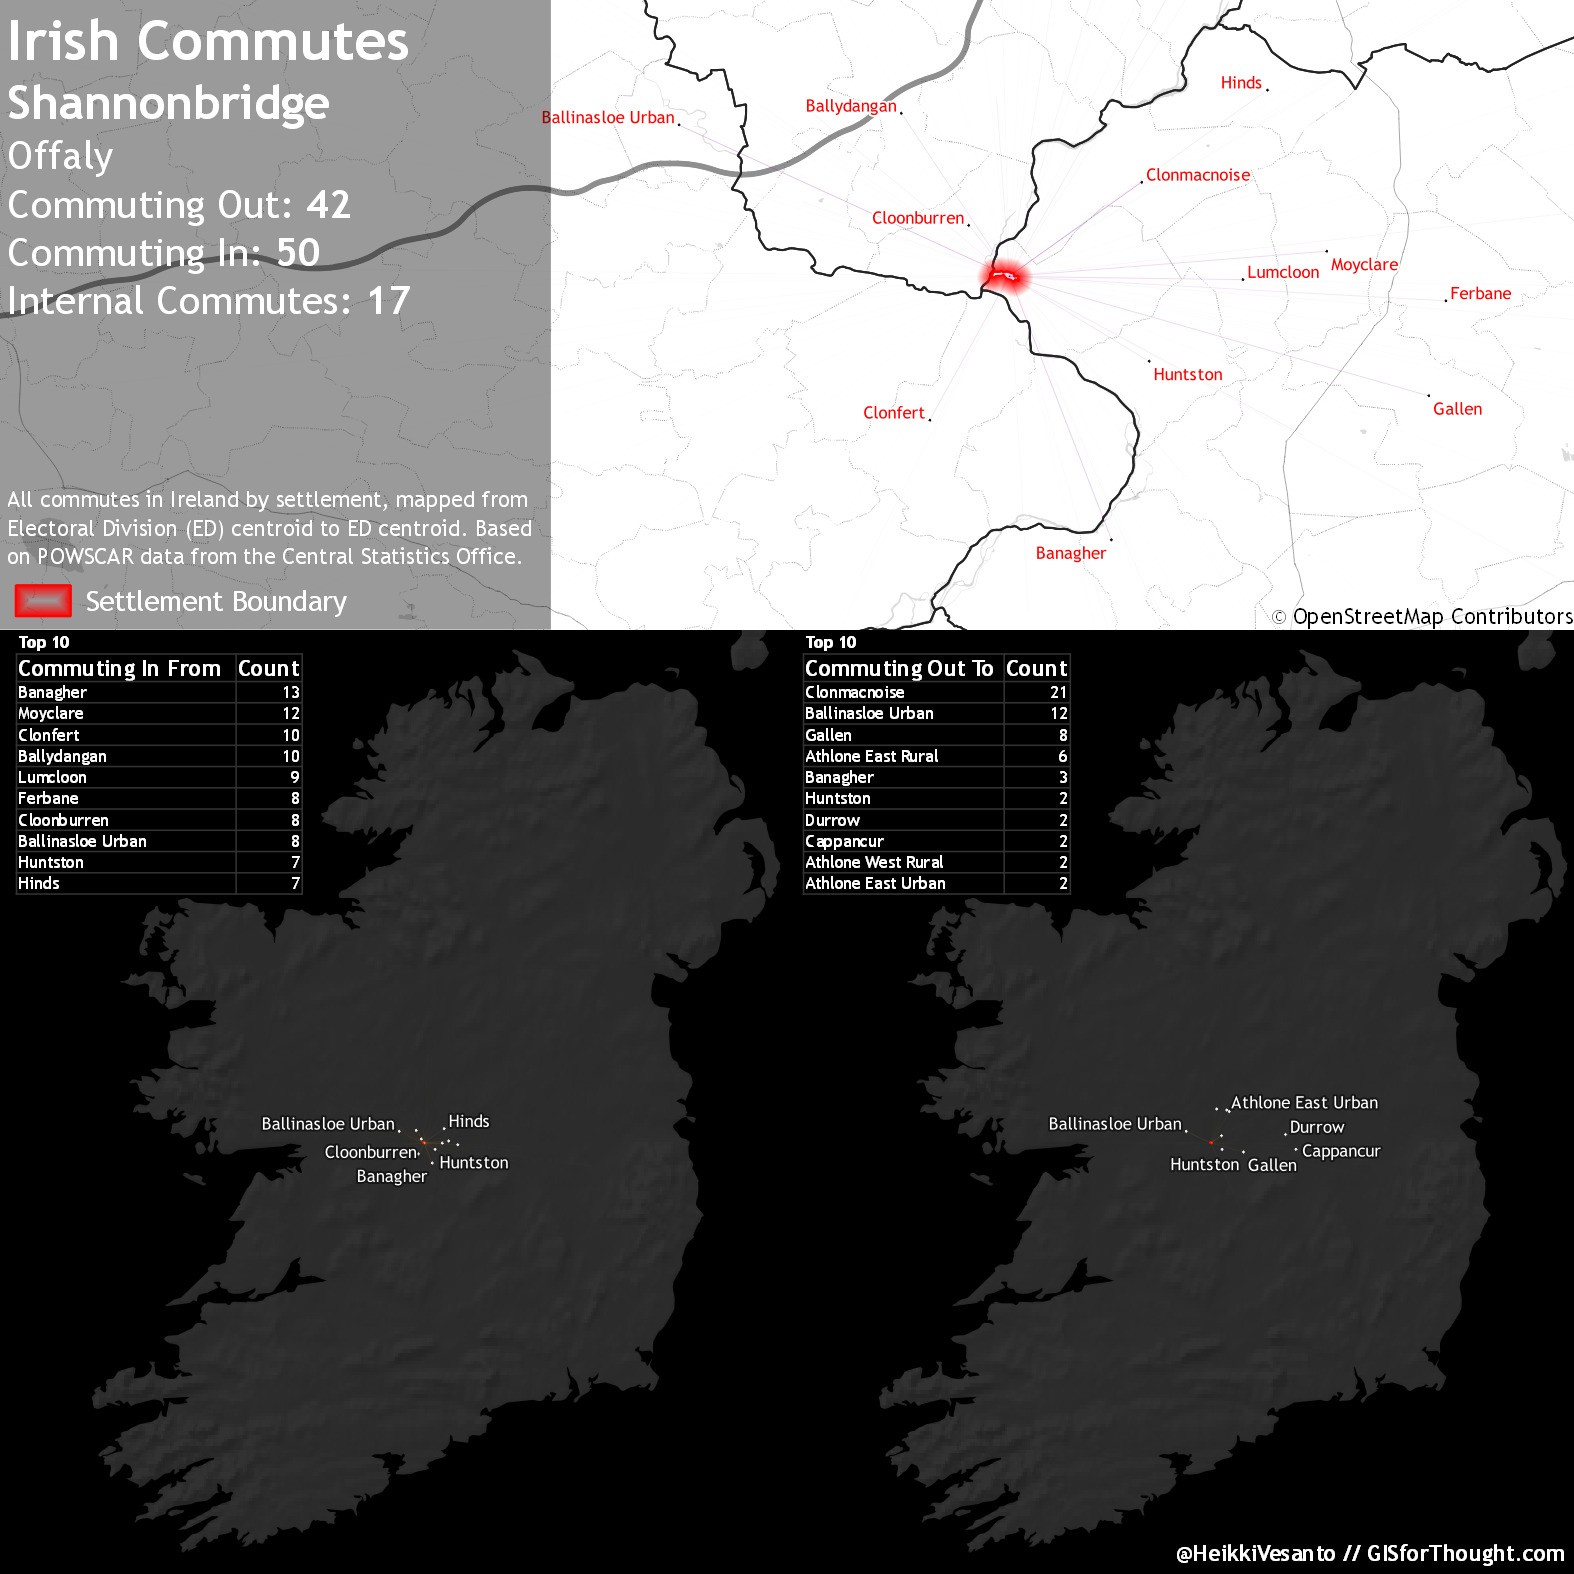 Irish Commutes
Shannonbridge
Offaly
Commuting Out: 42
Commuting In: 50
Internal Commutes: 17
All commutes in Ireland by settlement, mapped from
Electoral Division (ED) centroid to ED centroid. Based
on POWSCAR data from the Central Statistics Office.
Settlement Boundary
Hinds
Ballydangan
Ballinasloe Urban
Clonmacnoise
Cloonburren
Moyclare
Lumcloon
Ferbane
Huntston
Gallen
Clonfert
Banagher
© OpenStreetMap Contributors
Top 10
Commuting In From Count
Banagher 13
Moyclare 12
Clonfert 10
Ballydangan 10
Lumcloon 9
Ferbane 8
Cloonburren 8
Ballinasloe Urban 8
Huntston 7
Hinds 7
Ballinasloe Urban
Hinds
Cloonburren
Huntston
Banagher
Top 10
Commuting Out To Count
Clonmacnoise 21
Ballinasloe Urban 12
Gallen 8
Athlone East Rural 6
Banagher 3
Huntston 2
Durrow 2
Cappancur 2
Athlone West Rural 2
Athlone East Urban 2
Athlone East Urban
Ballinasloe Urban
Durrow
Cappancur
Huntston
Gallen
@HeikkiVesanto // GISforThought.com